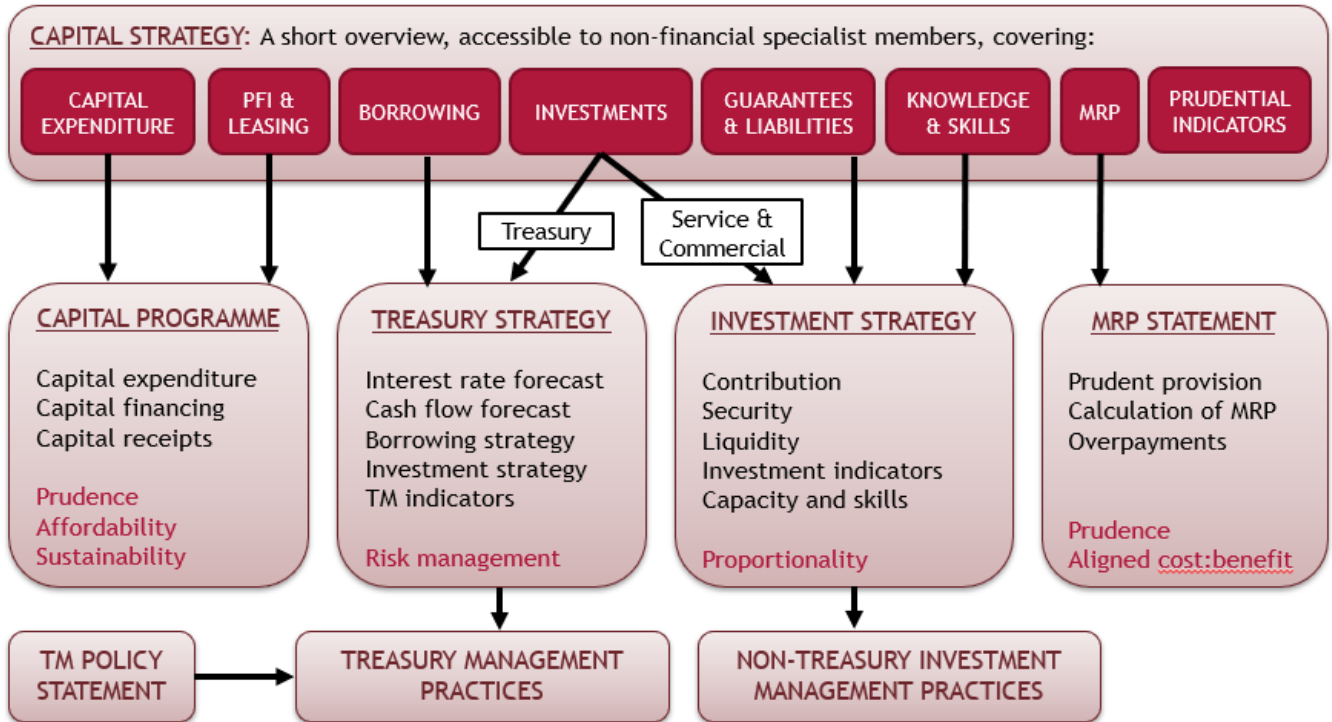 CAPITAL STRATEGY: A short overview, accessible to non-financial specialist members, covering:
CAPITAL
EXPENDITURE
PFI &
LEASING
BORROWING
INVESTMENTS
GUARANTEES
& LIABILITIES
KNOWLEDGE
& SKILLS
MRP
PRUDENTIAL
INDICATORS
Treasury
Service &
Commercial
CAPITAL PROGRAMME
Capital expenditure
Capital financing
Capital receipts
Prudence
Affordability
Sustainability
TREASURY STRATEGY
Interest rate forecast
Cash flow forecast
Borrowing strategy
Investment strategy
TM indicators
Risk management
INVESTMENT STRATEGY
Contribution
Security
Liquidity
Investment indicators
Capacity and skills
Proportionality
MRP STATEMENT
Prudent provision
Calculation of MRP
Overpayments
Prudence
Aligned cost:benefit
TM POLICY
STATEMENT
TREASURY MANAGEMENT
PRACTICES
NON-TREASURY INVESTMENT
MANAGEMENT PRACTICES